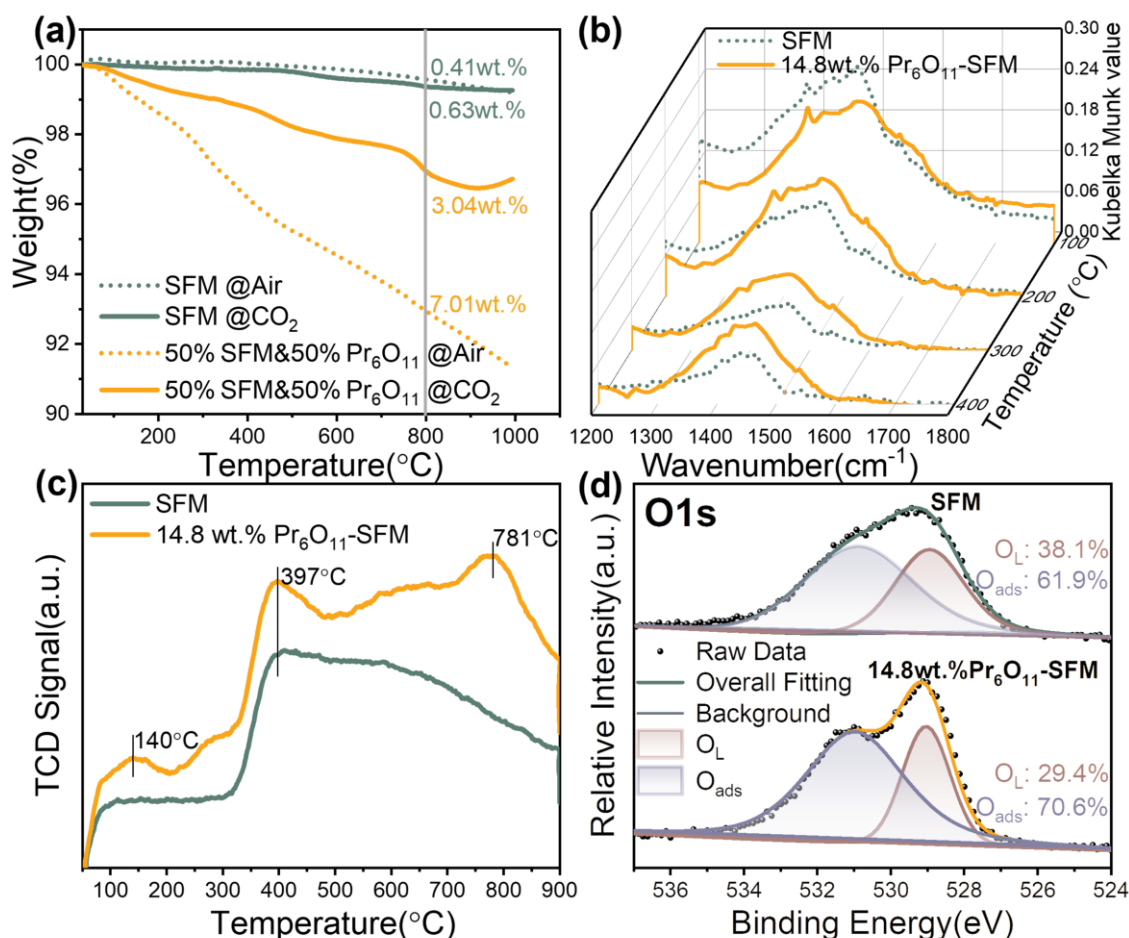 (a)
100
98
96
94
92
90
Weight(%)
0.41wt.%
0.63wt.%
3.04wt.%
7.01wt.%
SFM @Air
SFM @CO₂
50% SFM&50% Pr₆O₁₁ @Air
50% SFM&50% Pr₆O₁₁ @CO₂
200 400 600 800 1000
Temperature(°C)
(b)
SFM
14.8wt.% Pr₆O₁₁-SFM
0.30
0.24
0.18
0.12
0.06
0.00
Kubelka Munk value
100
200
300
400
Temperature (°C)
1200 1300 1400 1500 1600 1700 1800
Wavenumber(cm⁻¹)
(c)
SFM
14.8 wt.% Pr₆O₁₁-SFM
781°C
397°C
140°C
TCD Signal(a.u.)
100 200 300 400 500 600 700 800 900
Temperature(°C)
(d)
O1s
SFM
O_L: 38.1%
O_ads: 61.9%
Raw Data
Overall Fitting
Background
O_L
O_ads
14.8wt.%Pr₆O₁₁-SFM
O_L: 29.4%
O_ads: 70.6%
Relative Intensity(a.u.)
536 534 532 530 528 526 524
Binding Energy(eV)